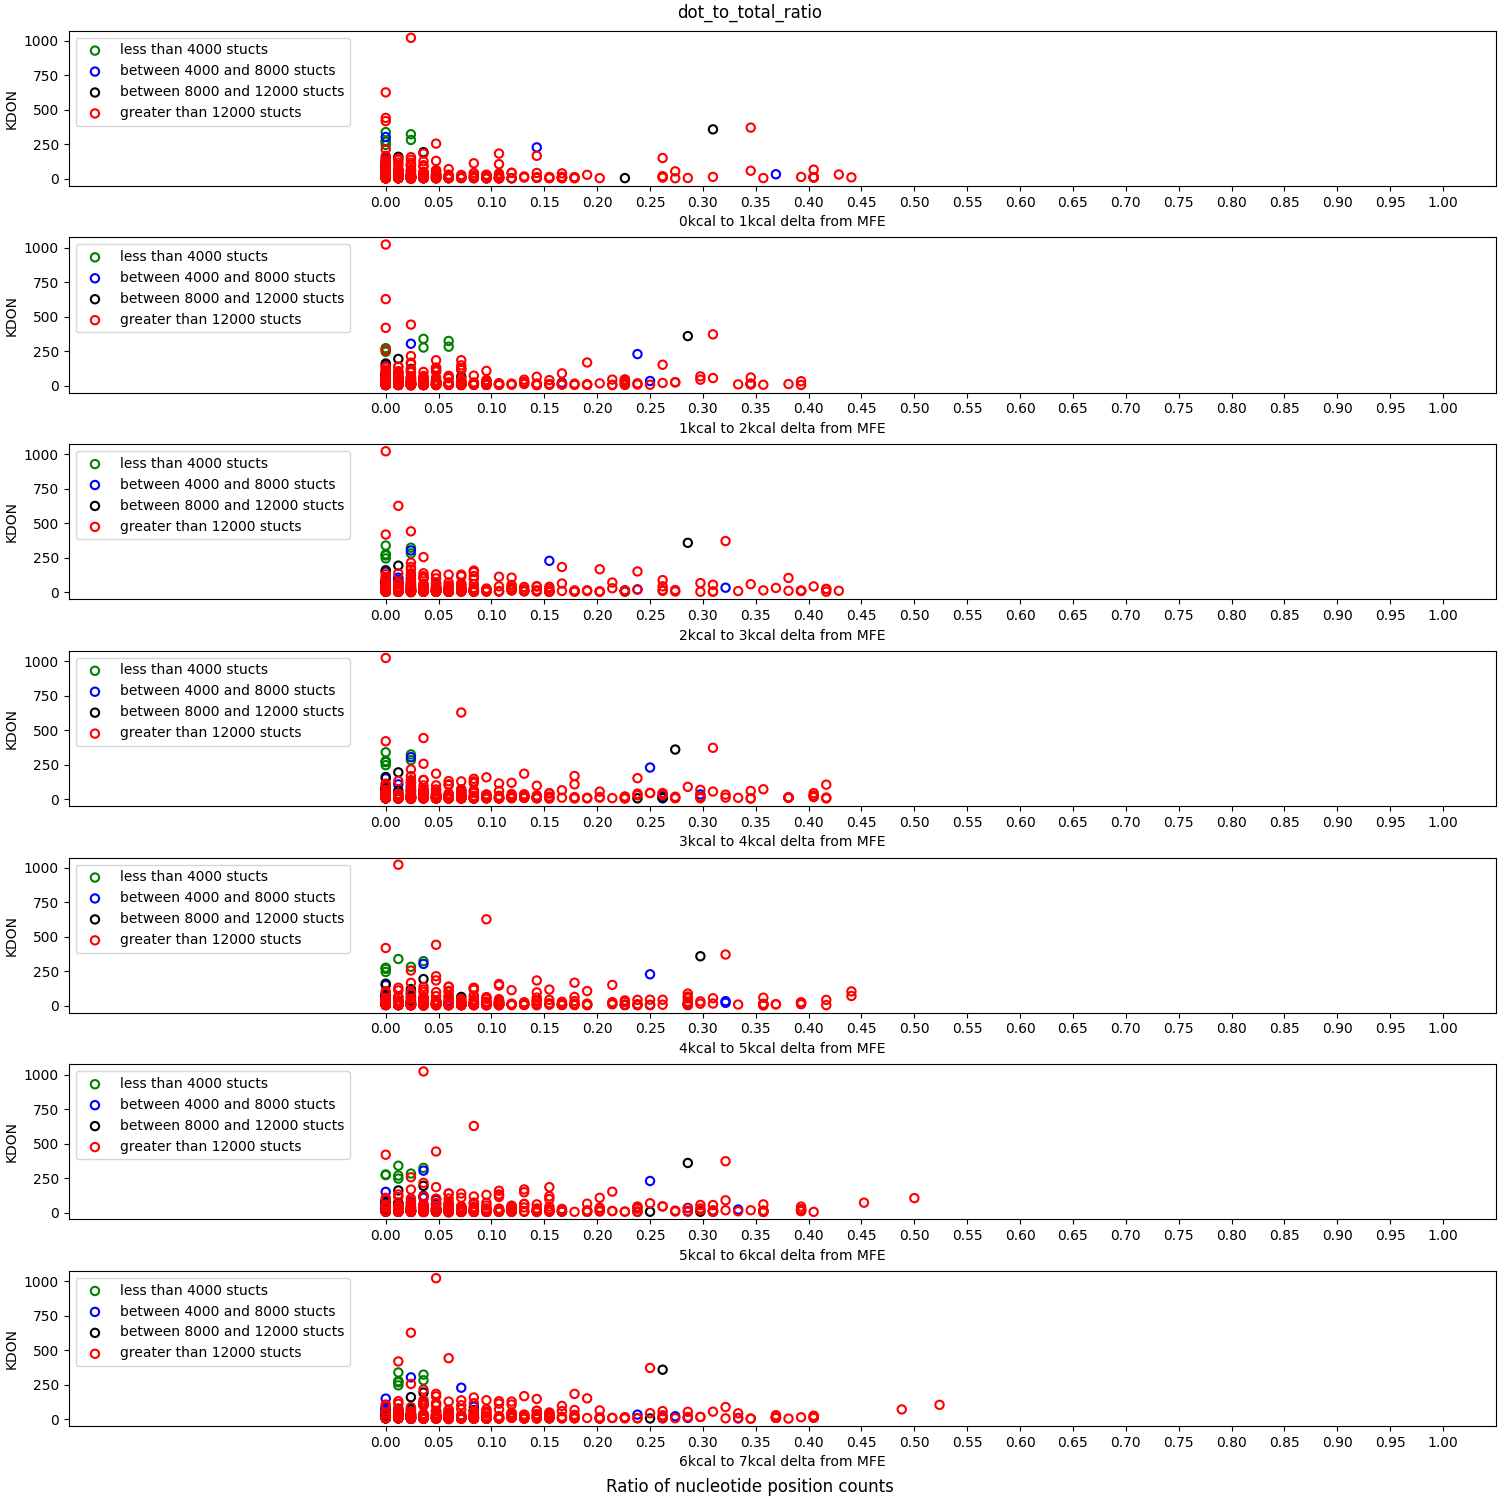 dot_to_total_ratio
1000
750
500
250
0
KDON
less than 4000 stucts
between 4000 and 8000 stucts
between 8000 and 12000 stucts
greater than 12000 stucts
0.00 0.05 0.10 0.15 0.20 0.25 0.30 0.35 0.40 0.45 0.50 0.55 0.60 0.65 0.70 0.75 0.80 0.85 0.90 0.95 1.00
0kcal to 1kcal delta from MFE
1000
750
500
250
0
KDON
less than 4000 stucts
between 4000 and 8000 stucts
between 8000 and 12000 stucts
greater than 12000 stucts
0.00 0.05 0.10 0.15 0.20 0.25 0.30 0.35 0.40 0.45 0.50 0.55 0.60 0.65 0.70 0.75 0.80 0.85 0.90 0.95 1.00
1kcal to 2kcal delta from MFE
1000
750
500
250
0
KDON
less than 4000 stucts
between 4000 and 8000 stucts
between 8000 and 12000 stucts
greater than 12000 stucts
0.00 0.05 0.10 0.15 0.20 0.25 0.30 0.35 0.40 0.45 0.50 0.55 0.60 0.65 0.70 0.75 0.80 0.85 0.90 0.95 1.00
2kcal to 3kcal delta from MFE
1000
750
500
250
0
KDON
less than 4000 stucts
between 4000 and 8000 stucts
between 8000 and 12000 stucts
greater than 12000 stucts
0.00 0.05 0.10 0.15 0.20 0.25 0.30 0.35 0.40 0.45 0.50 0.55 0.60 0.65 0.70 0.75 0.80 0.85 0.90 0.95 1.00
3kcal to 4kcal delta from MFE
1000
750
500
250
0
KDON
less than 4000 stucts
between 4000 and 8000 stucts
between 8000 and 12000 stucts
greater than 12000 stucts
0.00 0.05 0.10 0.15 0.20 0.25 0.30 0.35 0.40 0.45 0.50 0.55 0.60 0.65 0.70 0.75 0.80 0.85 0.90 0.95 1.00
4kcal to 5kcal delta from MFE
1000
750
500
250
0
KDON
less than 4000 stucts
between 4000 and 8000 stucts
between 8000 and 12000 stucts
greater than 12000 stucts
0.00 0.05 0.10 0.15 0.20 0.25 0.30 0.35 0.40 0.45 0.50 0.55 0.60 0.65 0.70 0.75 0.80 0.85 0.90 0.95 1.00
5kcal to 6kcal delta from MFE
1000
750
500
250
0
KDON
less than 4000 stucts
between 4000 and 8000 stucts
between 8000 and 12000 stucts
greater than 12000 stucts
0.00 0.05 0.10 0.15 0.20 0.25 0.30 0.35 0.40 0.45 0.50 0.55 0.60 0.65 0.70 0.75 0.80 0.85 0.90 0.95 1.00
6kcal to 7kcal delta from MFE
Ratio of nucleotide position counts